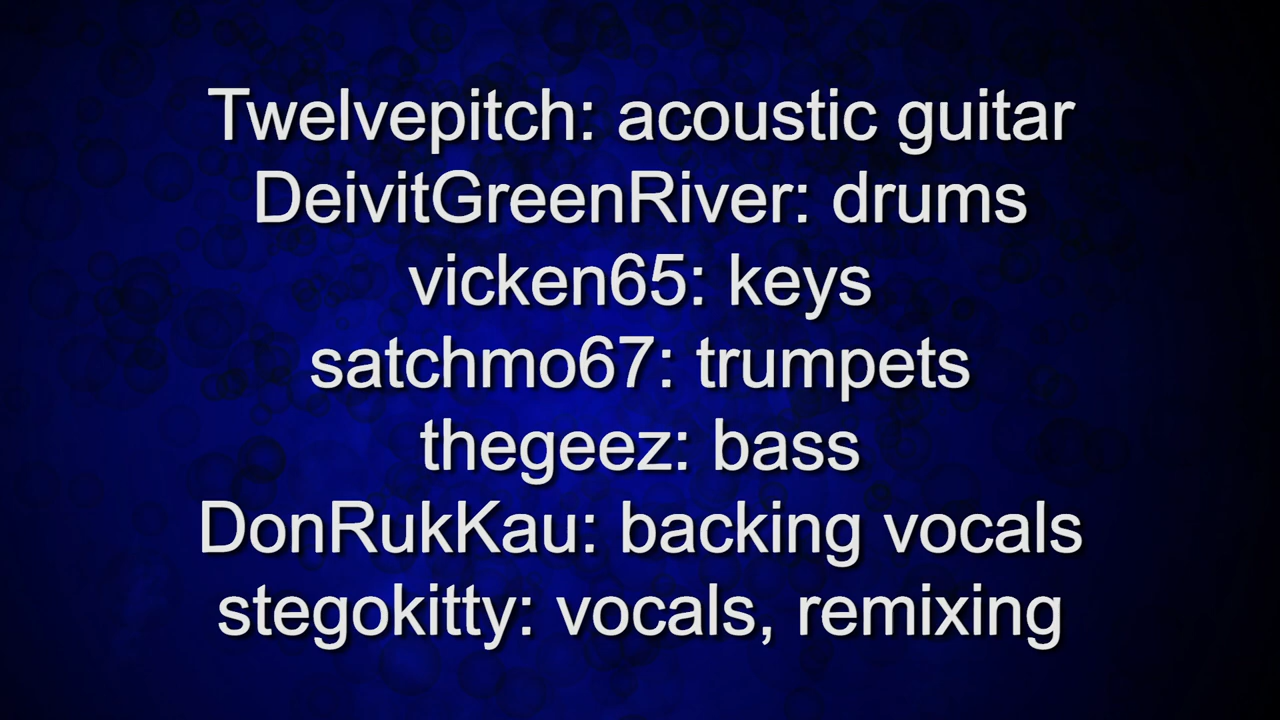 Twelvepitch: acoustic guitar
DeivitGreenRiver: drums
vicken65: keys
satchmo67: trumpets
thegeez: bass
DonRukKau: backing vocals
stegokitty: vocals, remixing